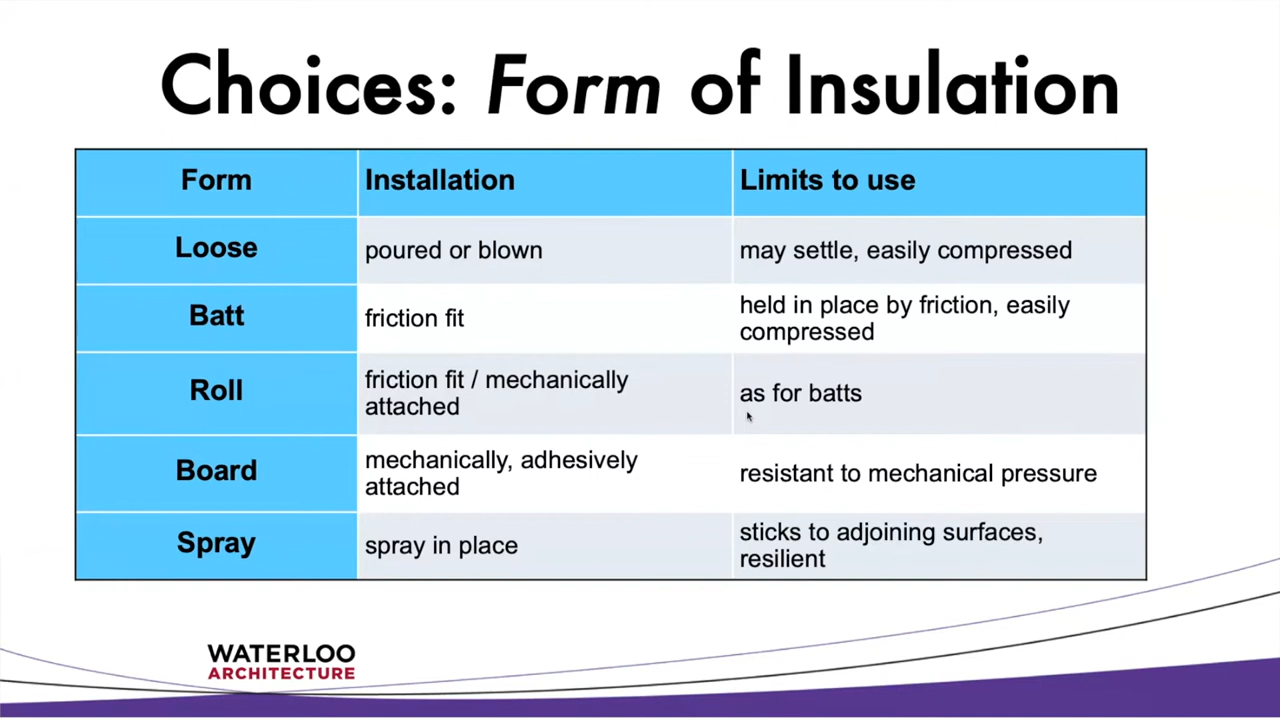 Choices: Form of Insulation
Form
Installation
Limits to use
Loose
poured or blown
may settle, easily compressed
Batt
friction fit
held in place by friction, easily
compressed
Roll
friction fit / mechanically
attached
as for batts
Board
mechanically, adhesively
attached
resistant to mechanical pressure
Spray
spray in place
sticks to adjoining surfaces,
resilient
WATERLOO
ARCHITECTURE